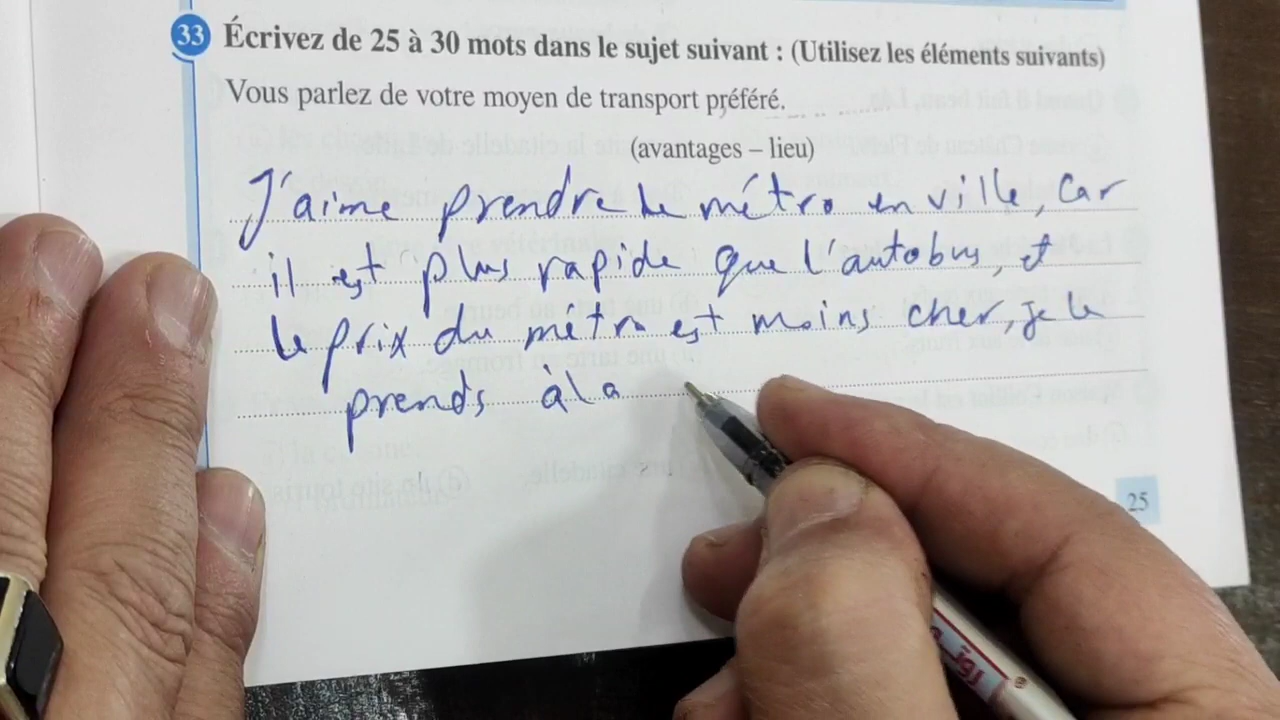 33 Écrivez de 25 à 30 mots dans le sujet suivant : (Utilisez les éléments suivants)
Vous parlez de votre moyen de transport préféré.
(avantages – lieu)
J'aime prendre le métro en ville, car
il est plus rapide que l'autobus, et
le prix du métro est moins cher, je le
prends à la
25